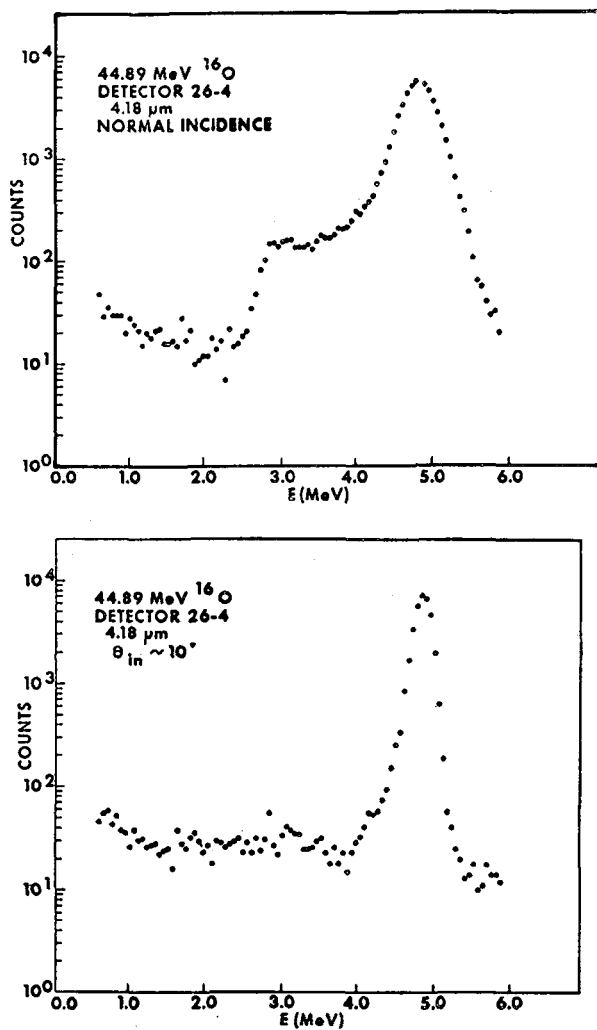 10⁴
44.89 MeV ¹⁶O
DETECTOR 26-4
4.18 μm
NORMAL INCIDENCE
10³
COUNTS
10²
10¹
10⁰
0.0 1.0 2.0 3.0 4.0 5.0 6.0
E (MeV)
10⁴
44.89 MeV ¹⁶O
DETECTOR 26-4
4.18 μm
θin ~ 10°
10³
COUNTS
10²
10¹
10⁰
0.0 1.0 2.0 3.0 4.0 5.0 6.0
E (MeV)